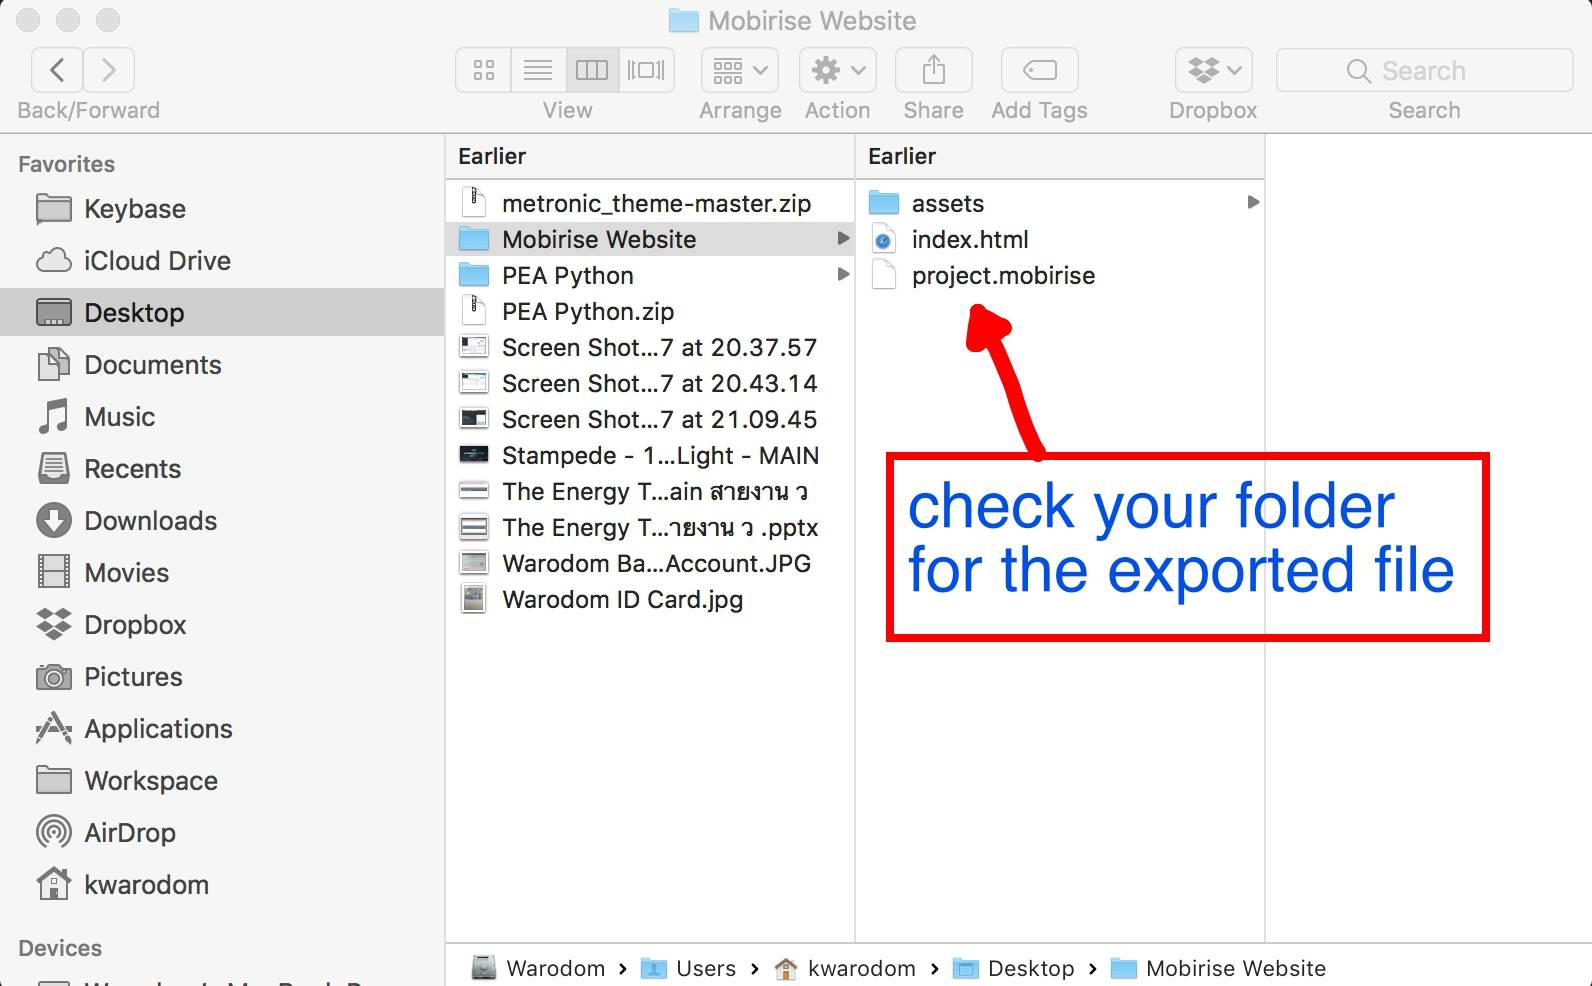 Mobirise Website
Back/Forward
View
Arrange
Action
Share
Add Tags
Dropbox
Search
Search
Favorites
Keybase
iCloud Drive
Desktop
Documents
Music
Recents
Downloads
Movies
Dropbox
Pictures
Applications
Workspace
AirDrop
kwarodom
Devices
Earlier
metronic_theme-master.zip
Mobirise Website
PEA Python
PEA Python.zip
Screen Shot...7 at 20.37.57
Screen Shot...7 at 20.43.14
Screen Shot...7 at 21.09.45
Stampede - 1...Light - MAIN
The Energy T...ain สายงาน ว
The Energy T...ายงาน ว .pptx
Warodom Ba...Account.JPG
Warodom ID Card.jpg
Earlier
assets
index.html
project.mobirise
check your folder
for the exported file
Warodom › Users › kwarodom › Desktop › Mobirise Website